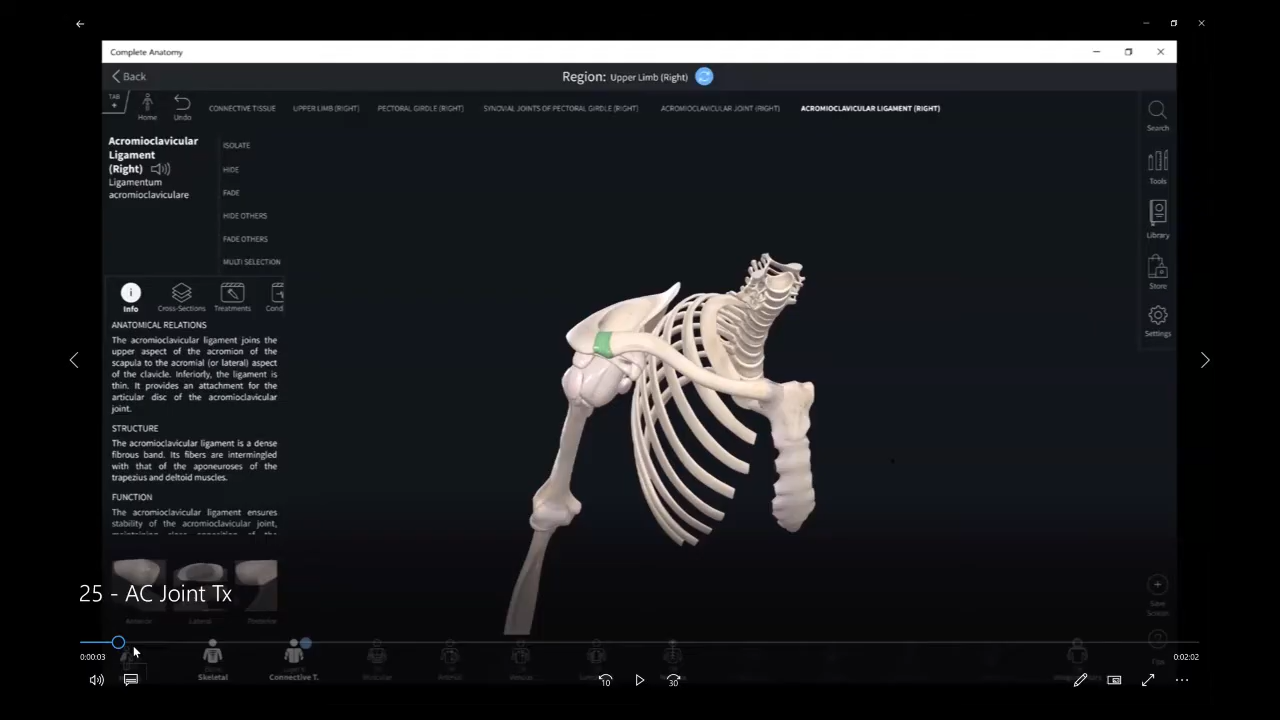 Complete Anatomy
Back
Region: Upper Limb (Right)
TAB
+
Home
Undo
CONNECTIVE TISSUE
UPPER LIMB (RIGHT)
PECTORAL GIRDLE (RIGHT)
SYNOVIAL JOINTS OF PECTORAL GIRDLE (RIGHT)
ACROMIOCLAVICULAR JOINT (RIGHT)
ACROMIOCLAVICULAR LIGAMENT (RIGHT)
Acromioclavicular
Ligament
(Right)
Ligamentum
acromioclaviculare
ISOLATE
HIDE
FADE
HIDE OTHERS
FADE OTHERS
MULTI SELECTION
Info
Cross-Sections
Treatments
Cond
ANATOMICAL RELATIONS
The acromioclavicular ligament joins the
upper aspect of the acromion of the
scapula to the acromial (or lateral) aspect
of the clavicle. Inferiorly, the ligament is
thin. It provides an attachment for the
articular disc of the acromioclavicular
joint.
STRUCTURE
The acromioclavicular ligament is a dense
fibrous band. Its fibers are intermingled
with that of the aponeuroses of the
trapezius and deltoid muscles.
FUNCTION
The acromioclavicular ligament ensures
stability of the acromioclavicular joint,
Anterior
Lateral
Posterior
Search
Tools
Library
Store
Settings
Save
Screen
25 - AC Joint Tx
0:00:03
0:02:02
Skeletal
Connective T.
Muscular
10
30